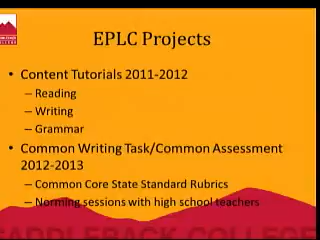 EPLC Projects
• Content Tutorials 2011-2012
– Reading
– Writing
– Grammar
• Common Writing Task/Common Assessment
2012-2013
– Common Core State Standard Rubrics
– Norming sessions with high school teachers
SADDLEBACK COLLEGE